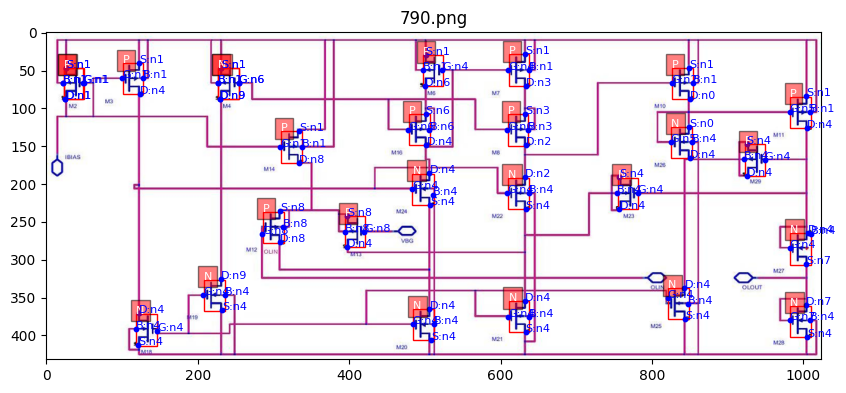 790.png
0
50
100
150
200
250
300
350
400
0
200
400
600
800
1000
P
S:n1
D:n1
M2
P
S:n1
B:n1
D:n4
M3
N
S:n1
G:n6
D:n9
M4
P
S:n1
G:n4
D:n6
M6
P
S:n1
B:n1
D:n3
M7
P
S:n1
B:n1
D:n0
M10
P
S:n1
B:n1
D:n4
M11
P
S:n1
B:n1
D:n8
M14
P
S:n6
B:n6
D:n4
M16
P
S:n3
B:n3
D:n2
M8
P
S:n0
B:n4
D:n4
M26
N
S:n4
G:n4
D:n4
M29
IBIAS
N
D:n4
B:n4
S:n4
M24
N
D:n2
B:n4
S:n4
M22
N
S:n4
G:n4
D:n4
M23
P
S:n8
B:n8
D:n8
M12
OLIN
P
S:n8
G:n8
D:n4
M13
VBG
N
D:n4
B:n4
S:n7
M27
OLIN
OLOUT
N
D:n9
B:n4
S:n4
M19
N
D:n4
B:n4
G:n4
S:n4
M18
N
D:n4
B:n4
S:n4
M20
N
D:n4
B:n4
S:n4
M21
N
D:n4
G:n4
B:n4
S:n4
M25
N
D:n7
B:n4
S:n4
M28